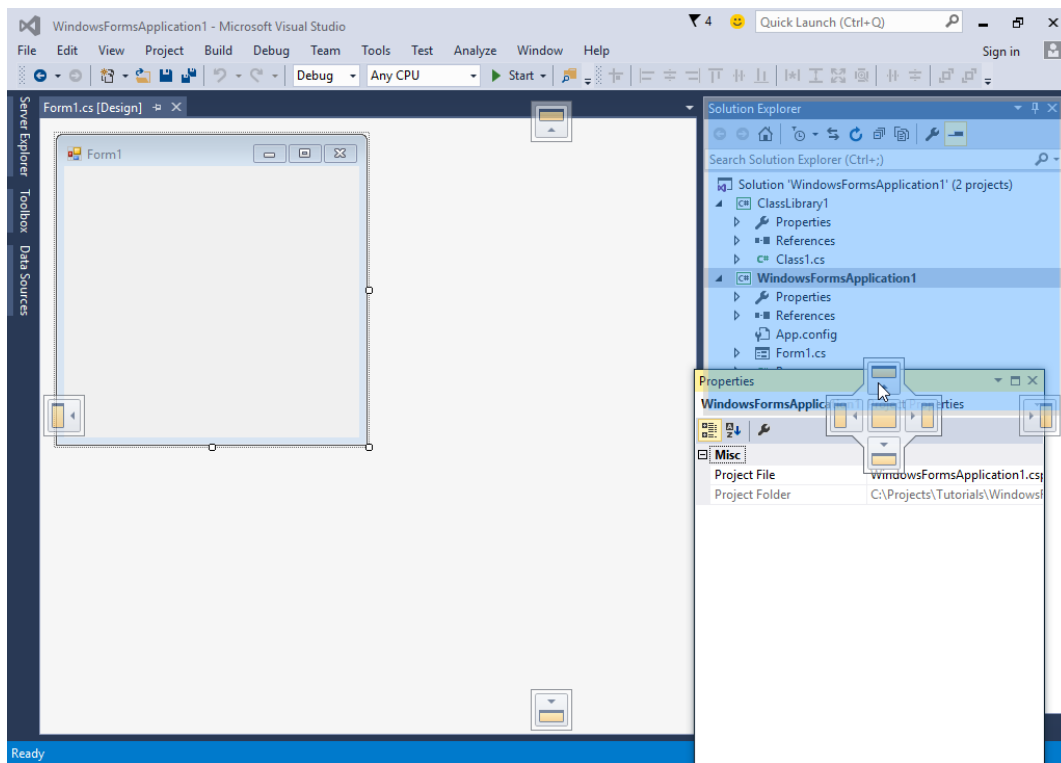 WindowsFormsApplication1 - Microsoft Visual Studio
4
Quick Launch (Ctrl+Q)
File Edit View Project Build Debug Team Tools Test Analyze Window Help
Sign in
Debug Any CPU Start
Server Explorer
Toolbox
Data Sources
Form1.cs [Design]
Form1
Solution Explorer
Search Solution Explorer (Ctrl+;)
Solution 'WindowsFormsApplication1' (2 projects)
C# ClassLibrary1
Properties
References
C# Class1.cs
C# WindowsFormsApplication1
Properties
References
App.config
Form1.cs
Properties
WindowsFormsApplication1
Misc
Project File WindowsFormsApplication1.csp
Project Folder C:\Projects\Tutorials\WindowsF
Ready